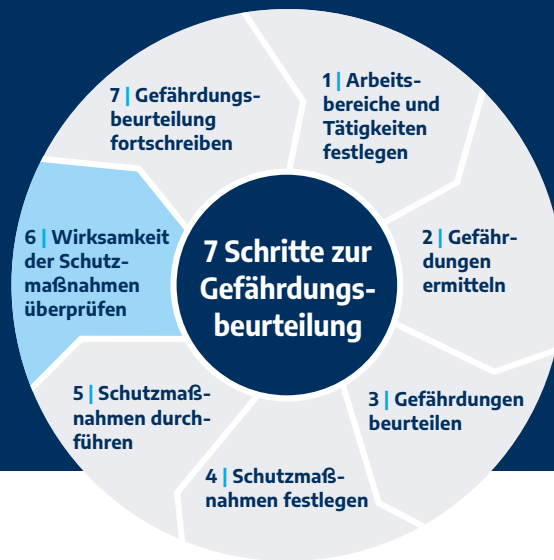 7 Schritte zur
Gefährdungs-
beurteilung
1 | Arbeits-
bereiche und
Tätigkeiten
festlegen
2 | Gefähr-
dungen
ermitteln
3 | Gefährdungen
beurteilen
4 | Schutzmaß-
nahmen festlegen
5 | Schutzmaß-
nahmen durch-
führen
6 | Wirksamkeit
der Schutz-
maßnahmen
überprüfen
7 | Gefährdungs-
beurteilung
fortschreiben